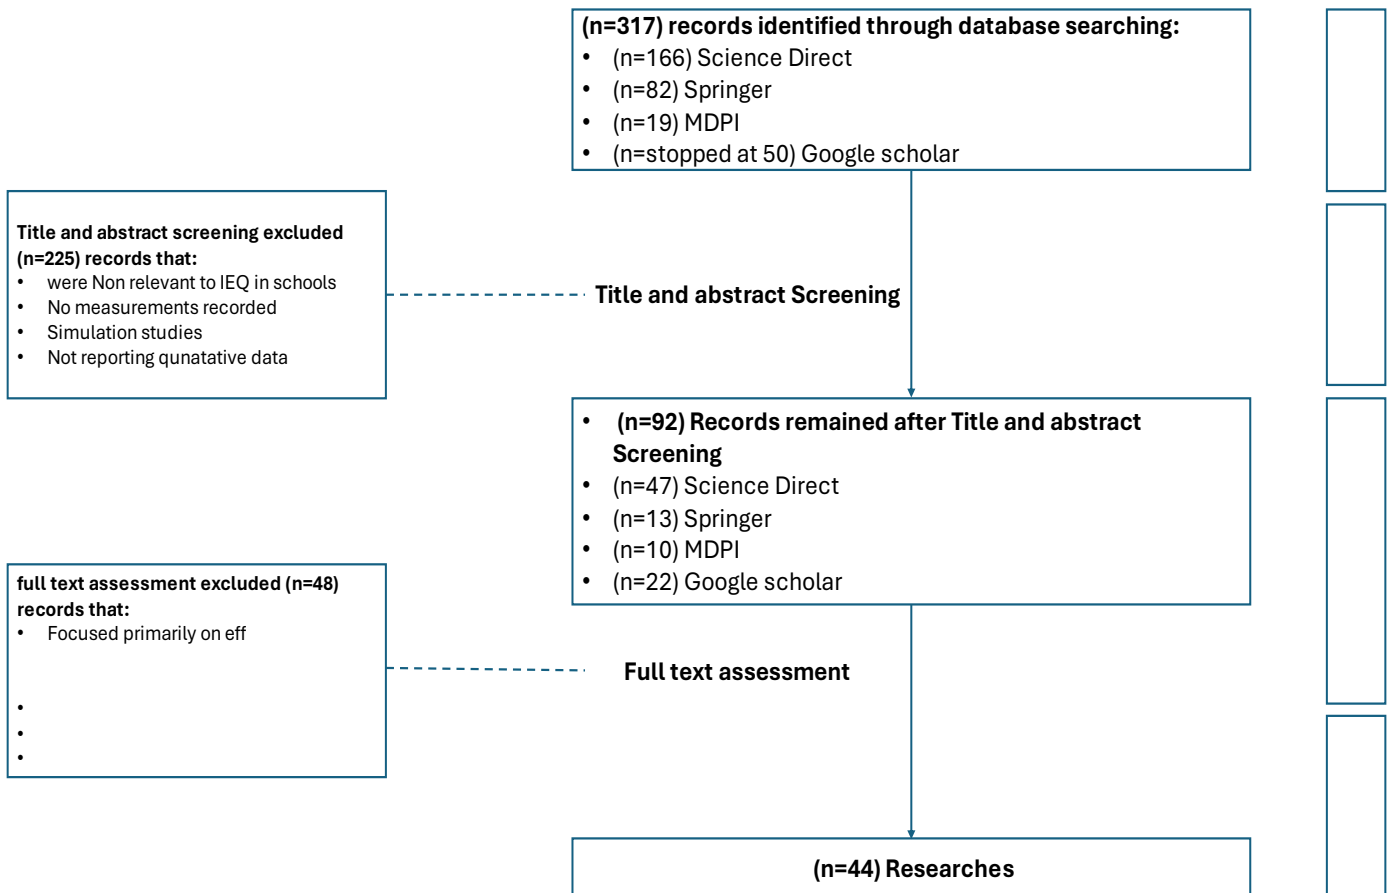 (n=317) records identified through database searching:
• (n=166) Science Direct
• (n=82) Springer
• (n=19) MDPI
• (n=stopped at 50) Google scholar
Title and abstract screening excluded
(n=225) records that:
• were Non relevant to IEQ in schools
• No measurements recorded
• Simulation studies
• Not reporting qunatative data
Title and abstract Screening
• (n=92) Records remained after Title and abstract
Screening
• (n=47) Science Direct
• (n=13) Springer
• (n=10) MDPI
• (n=22) Google scholar
full text assessment excluded (n=48)
records that:
• Focused primarily on eff
•
•
•
Full text assessment
(n=44) Researches